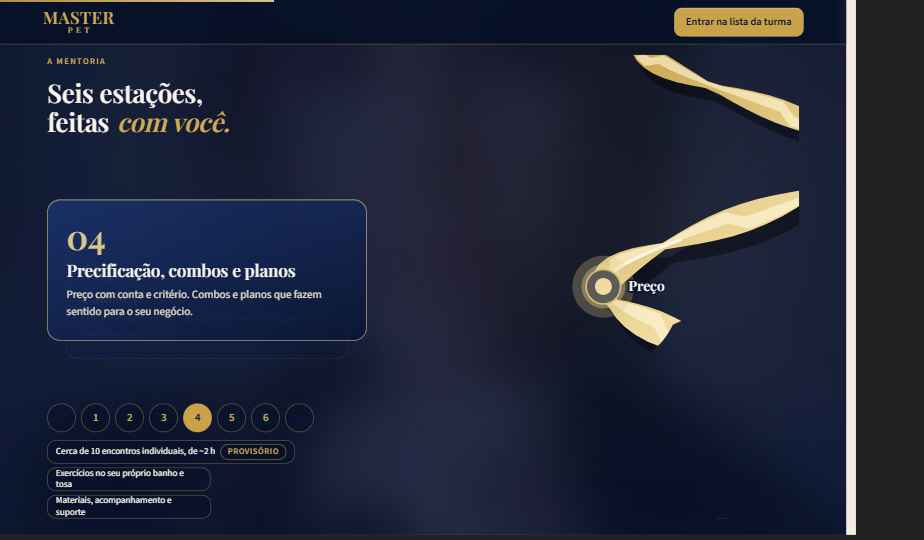 MASTER
PET
Entrar na lista da turma
A MENTORIA
Seis estações,
feitas com você.
04
Precificação, combos e planos
Preço com conta e critério. Combos e planos que fazem
sentido para o seu negócio.
Preço
1 2 3 4 5 6
Cerca de 10 encontros individuais, de ~2 h PROVISÓRIO
Exercícios no seu próprio banho e
tosa
Materiais, acompanhamento e
suporte